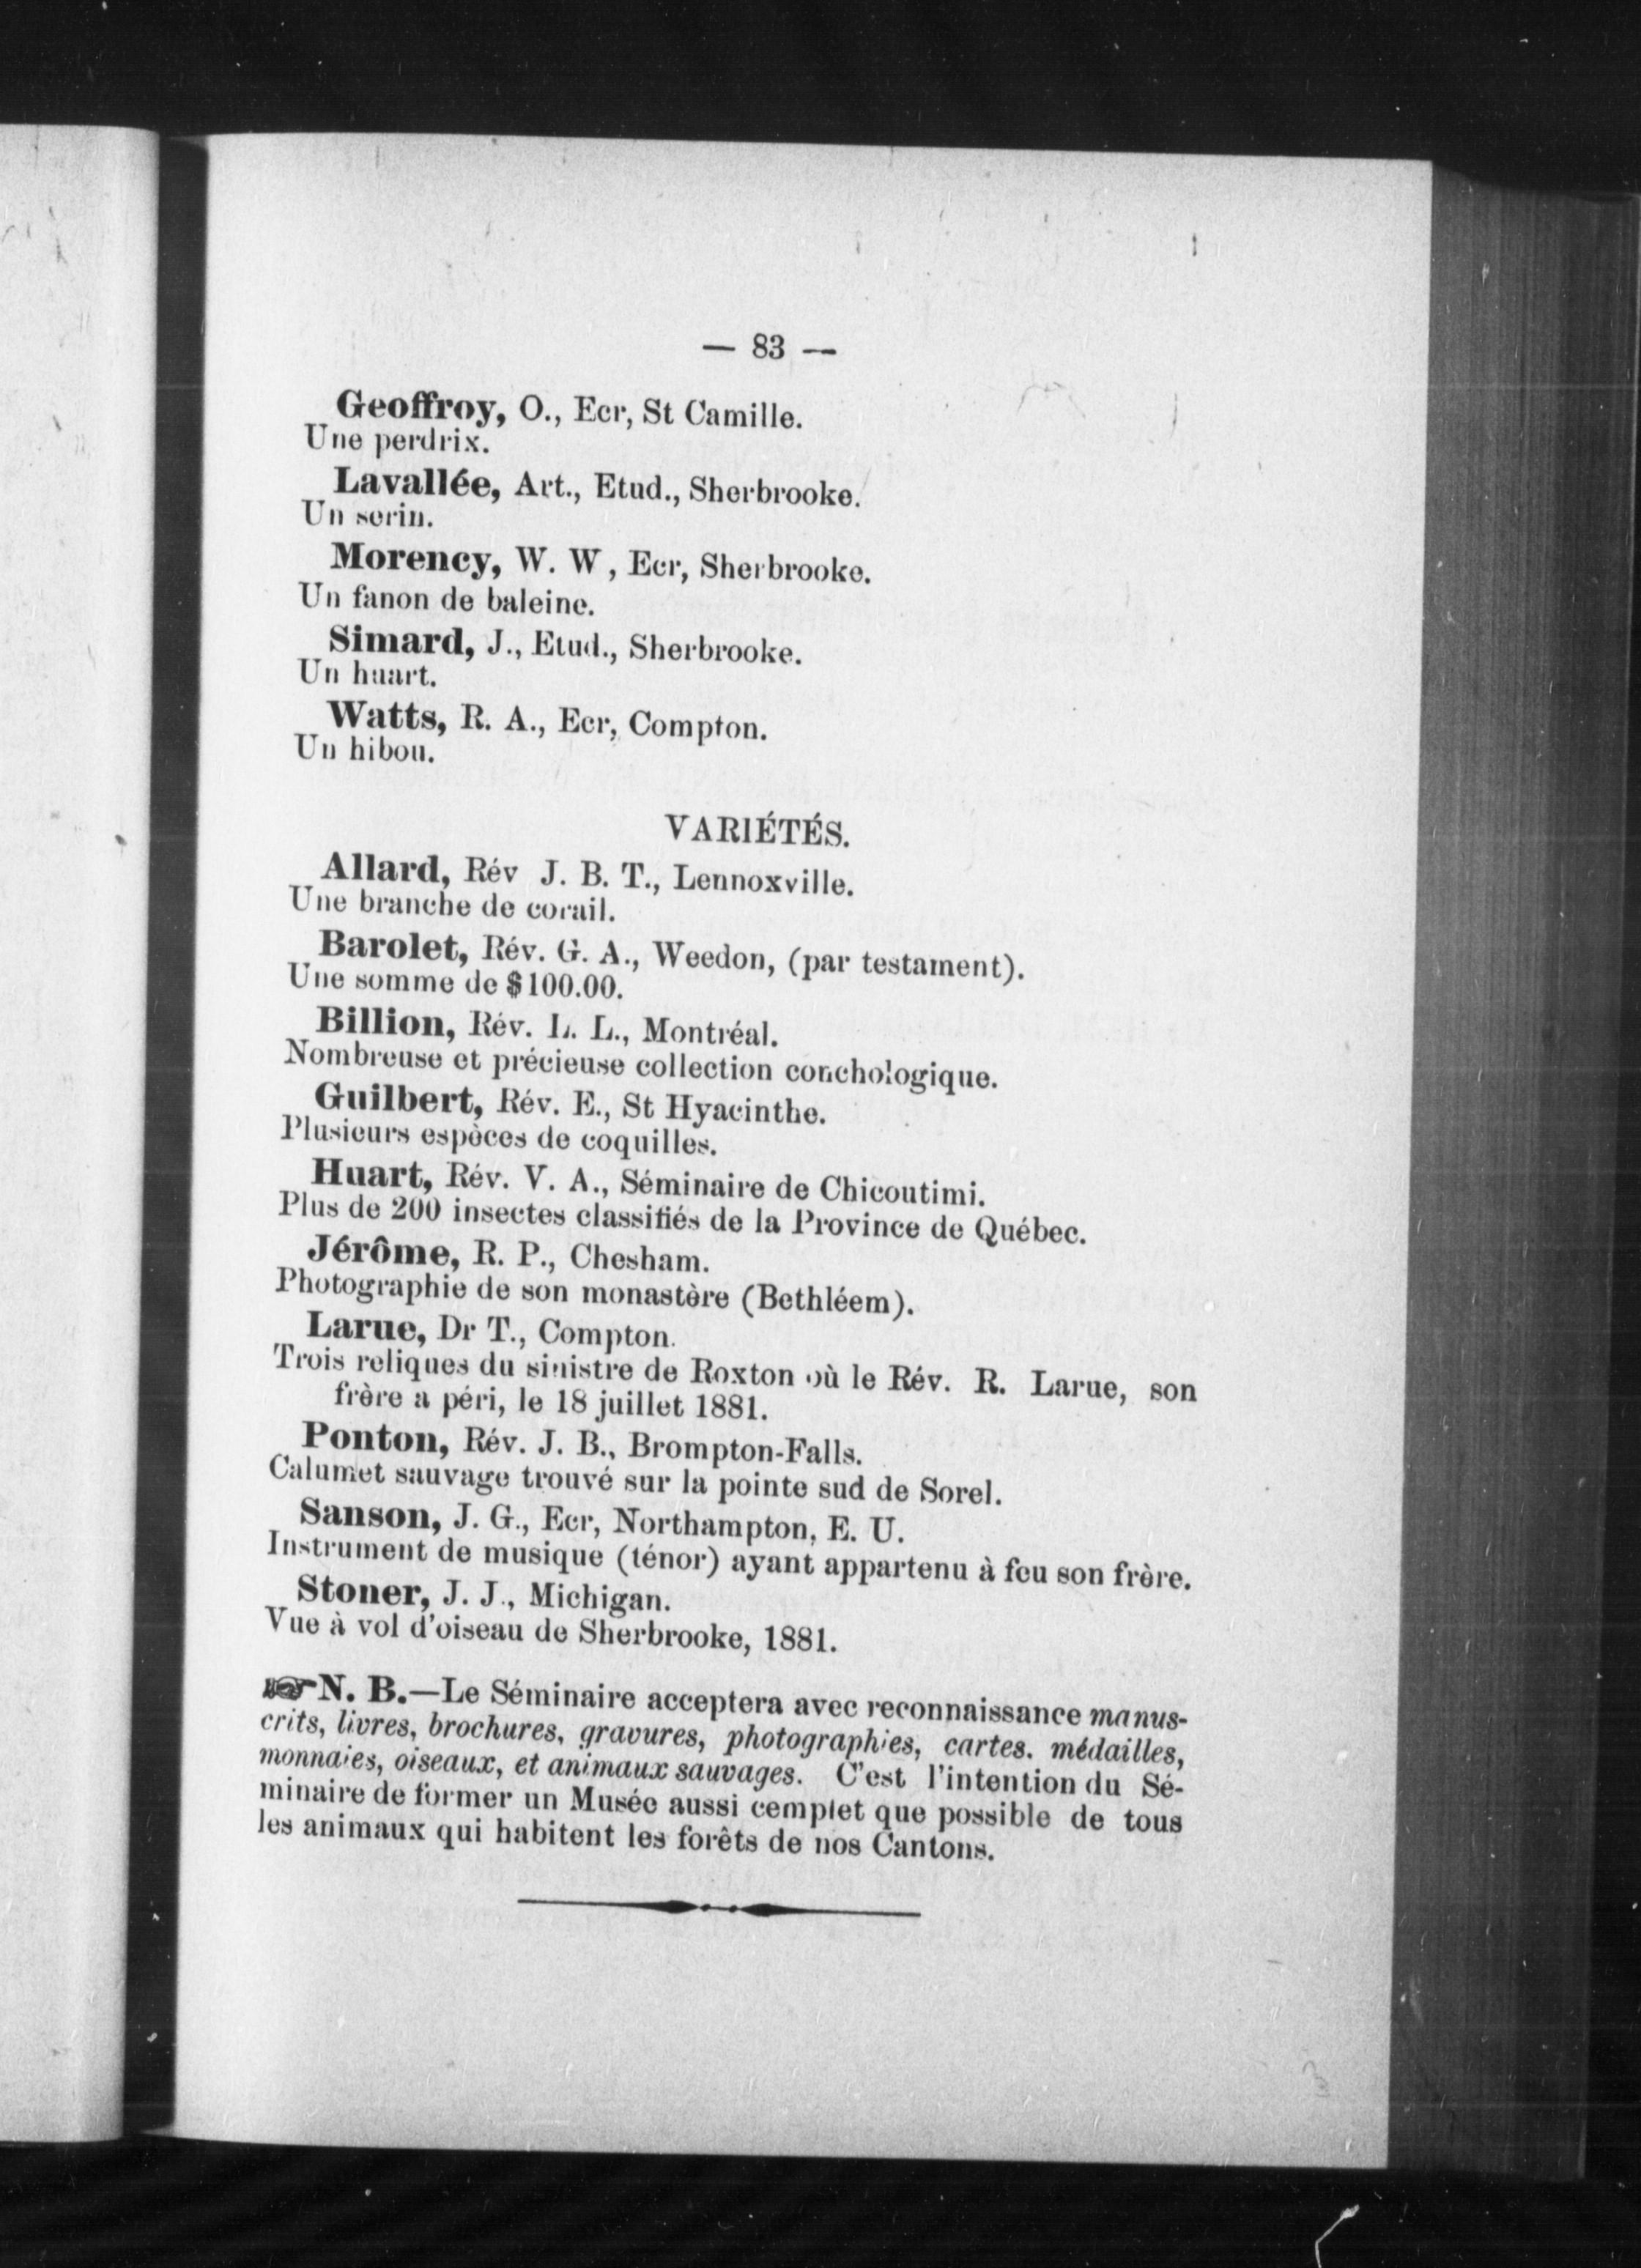 — 83 —
Geoffroy, O., Ecr, St Camille.
Une perdrix.
Lavallée, Art., Etud., Sherbrooke.
Un serin.
Morency, W. W, Ecr, Sherbrooke.
Un fanon de baleine.
Simard, J., Etud., Sherbrooke.
Un huart.
Watts, R. A., Ecr, Compton.
Un hibou.
VARIÉTÉS.
Allard, Rév J. B. T., Lennoxville.
Une branche de corail.
Barolet, Rév. G. A., Weedon, (par testament).
Une somme de $100.00.
Billion, Rév. L. L., Montréal.
Nombreuse et précieuse collection conchologique.
Guilbert, Rév. E., St Hyacinthe.
Plusieurs espèces de coquilles.
Huart, Rév. V. A., Séminaire de Chicoutimi.
Plus de 200 insectes classifiés de la Province de Québec.
Jérôme, R. P., Chesham.
Photographie de son monastère (Bethléem).
Larue, Dr T., Compton.
Trois reliques du sinistre de Roxton où le Rév. R. Larue, son
frère a péri, le 18 juillet 1881.
Ponton, Rév. J. B., Brompton-Falls.
Calumet sauvage trouvé sur la pointe sud de Sorel.
Sanson, J. G., Ecr, Northampton, E. U.
Instrument de musique (ténor) ayant appartenu à feu son frère.
Stoner, J. J., Michigan.
Vue à vol d'oiseau de Sherbrooke, 1881.
☞N. B.—Le Séminaire acceptera avec reconnaissance manus-
crits, livres, brochures, gravures, photographies, cartes. médailles,
monnaies, oiseaux, et animaux sauvages. C'est l'intention du Sé-
minaire de former un Musée aussi cemplet que possible de tous
les animaux qui habitent les forêts de nos Cantons.